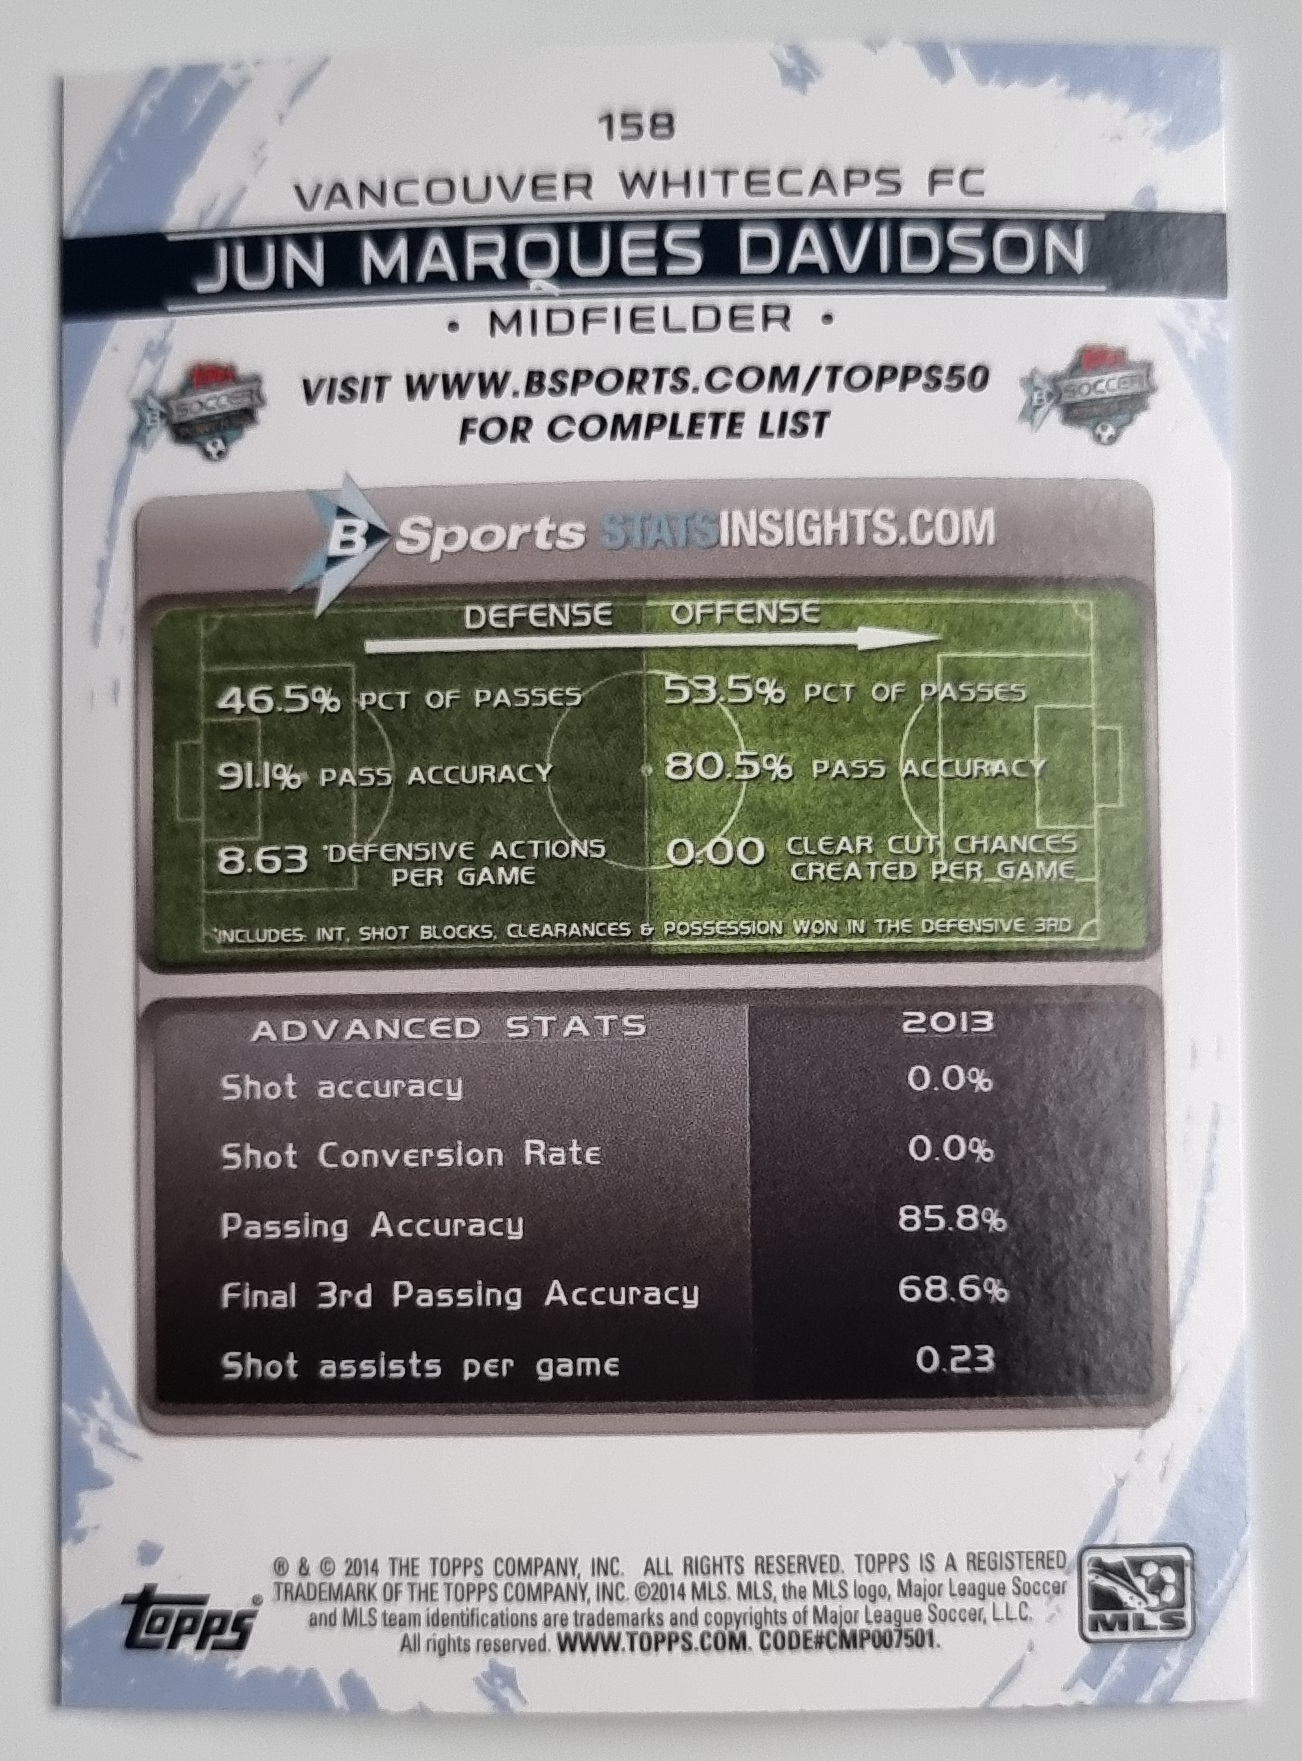 158
VANCOUVER WHITECAPS FC
JUN MARQUES DAVIDSON
• MIDFIELDER •
VISIT WWW.BSPORTS.COM/TOPPS50
FOR COMPLETE LIST
SOCCER
SOCCER
B Sports STATSINSIGHTS.COM
DEFENSE OFFENSE
46.5% PCT OF PASSES 53.5% PCT OF PASSES
91.1% PASS ACCURACY 80.5% PASS ACCURACY
8.63 *DEFENSIVE ACTIONS PER GAME 0.00 CLEAR CUT CHANCES CREATED PER GAME
*INCLUDES: INT, SHOT BLOCKS, CLEARANCES & POSSESSION WON IN THE DEFENSIVE 3RD
ADVANCED STATS 2013
Shot accuracy 0.0%
Shot Conversion Rate 0.0%
Passing Accuracy 85.8%
Final 3rd Passing Accuracy 68.6%
Shot assists per game 0.23
® & © 2014 THE TOPPS COMPANY, INC. ALL RIGHTS RESERVED. TOPPS IS A REGISTERED
TRADEMARK OF THE TOPPS COMPANY, INC. ©2014 MLS. MLS, the MLS logo, Major League Soccer
and MLS team identifications are trademarks and copyrights of Major League Soccer, L.L.C.
All rights reserved. WWW.TOPPS.COM. CODE#CMP007501.
Topps®
MLS